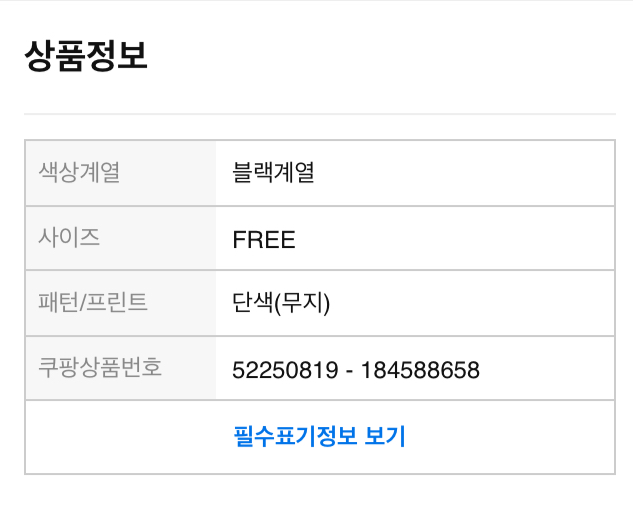 상품정보
색상계열 블랙계열
사이즈 FREE
패턴/프린트 단색(무지)
쿠팡상품번호 52250819 - 184588658
필수표기정보 보기